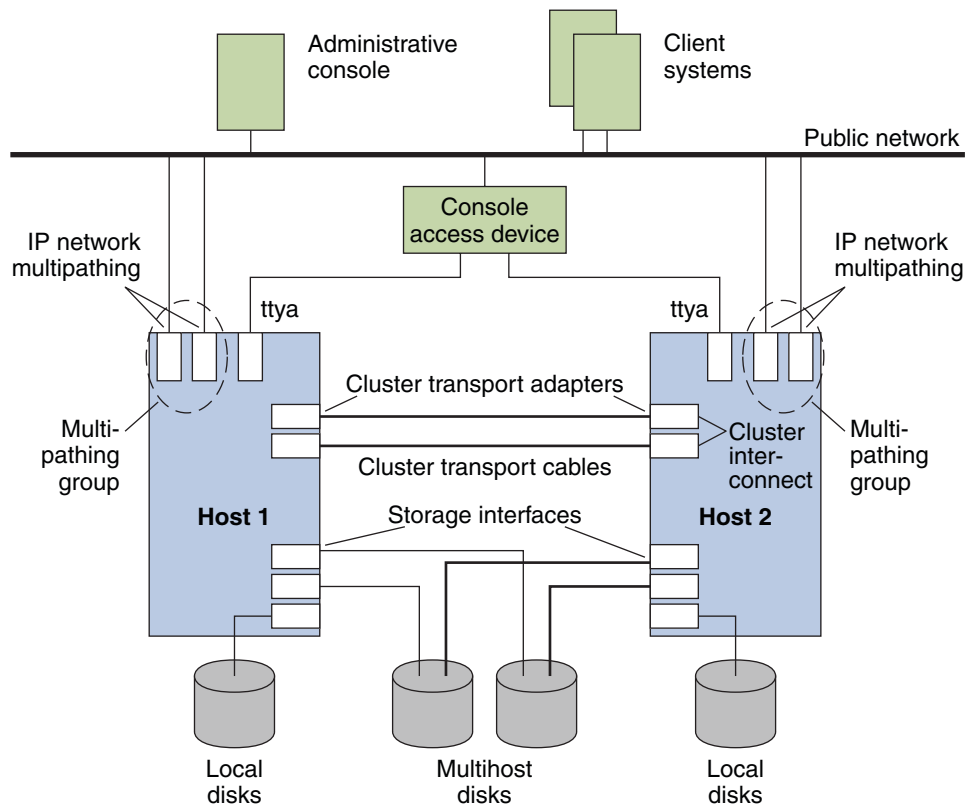 Administrative
console
Client
systems
Public network
Console
access device
IP network
multipathing
IP network
multipathing
ttya
ttya
Cluster transport adapters
Multi-
pathing
group
Cluster
inter-
connect
Multi-
pathing
group
Cluster transport cables
Host 1
Storage interfaces
Host 2
Local
disks
Multihost
disks
Local
disks